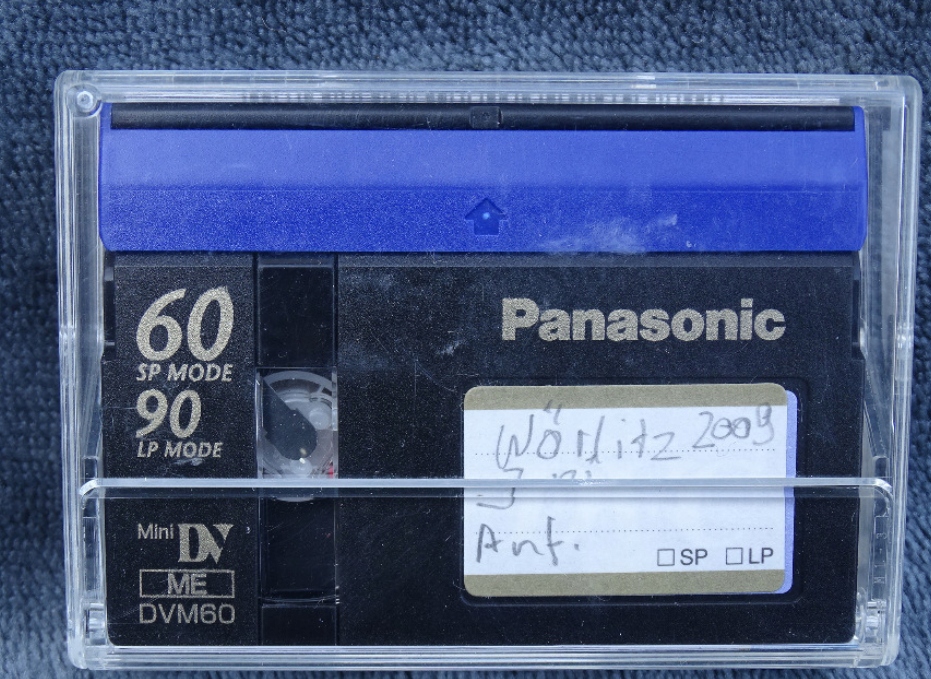 60
SP MODE
90
LP MODE
Mini DV
ME
DVM60
Panasonic
Wörlitz 2009
Anf.
SP LP